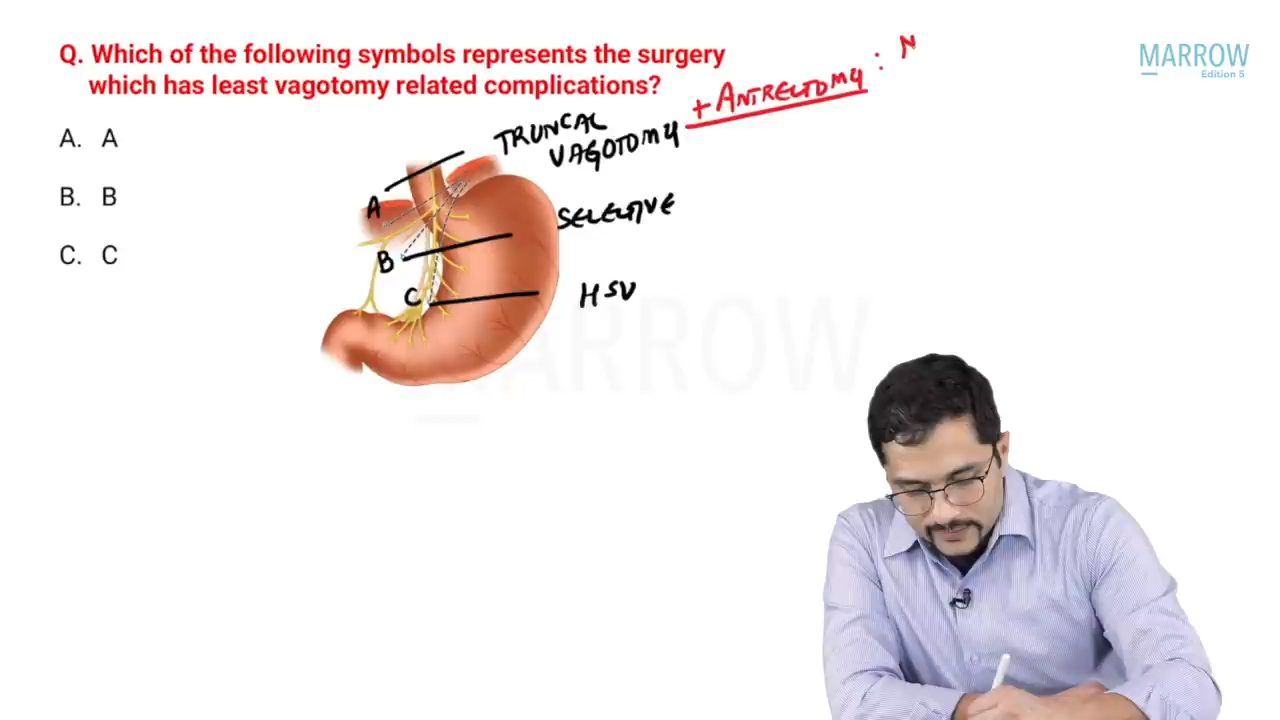 Q. Which of the following symbols represents the surgery
which has least vagotomy related complications?
MARROW
Edition 5
A. A
B. B
C. C
+ ANTRECTOMY : M
TRUNCAL
VAGOTOMY
A
SELECTIVE
B
C
HSV
MARROW